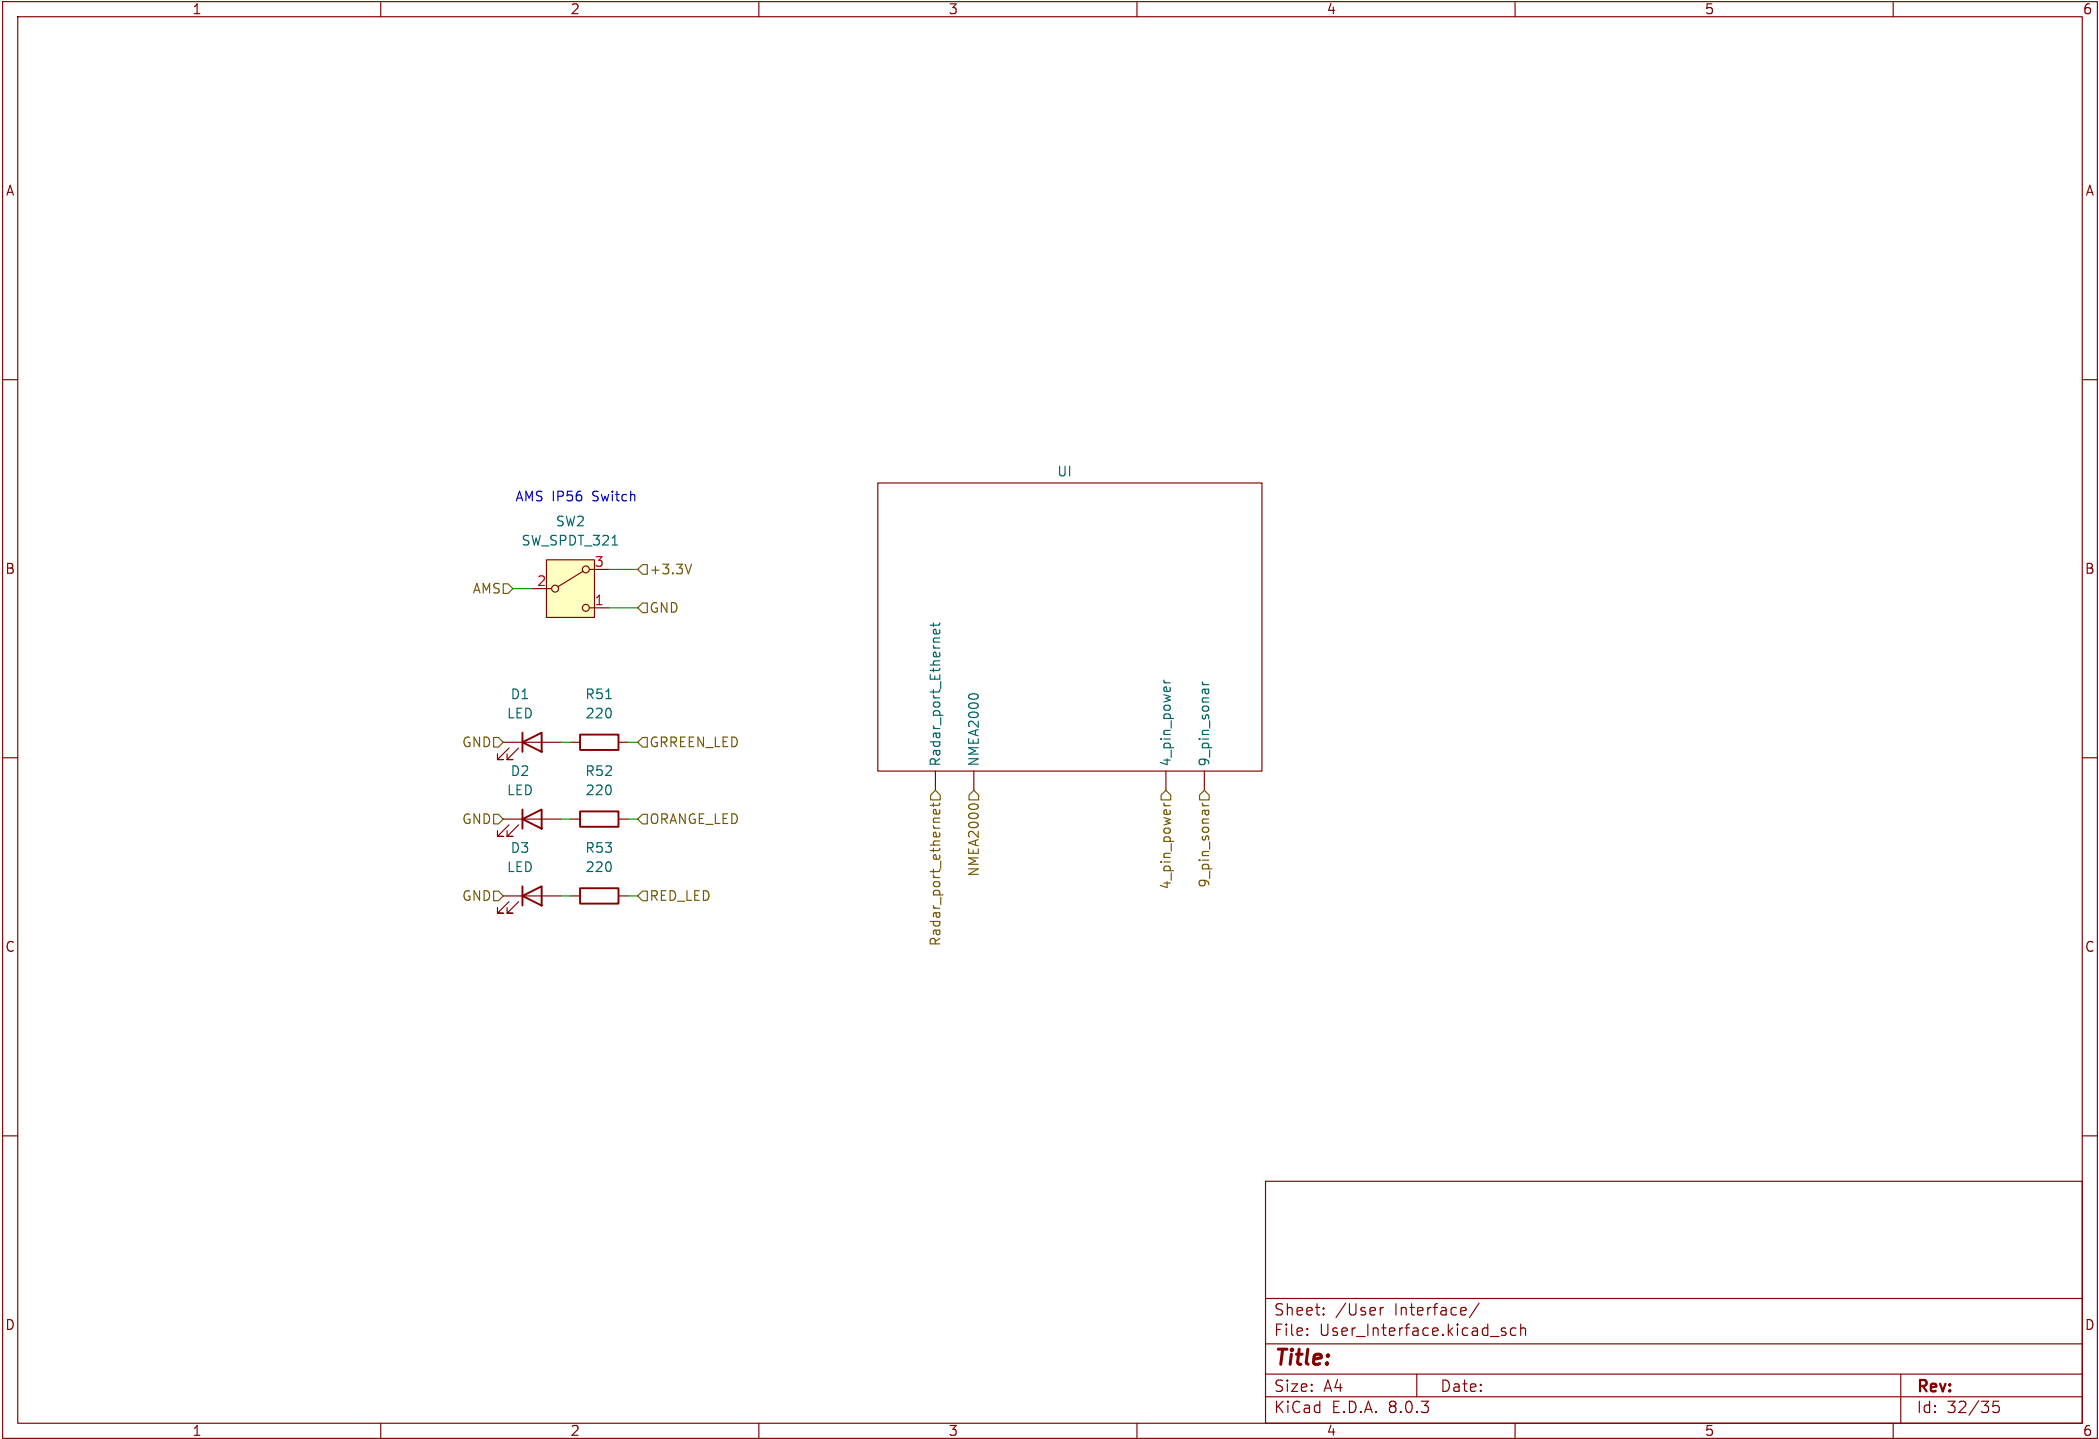 1 2 3 4 5 6
A A
UI
AMS IP56 Switch
SW2
SW_SPDT_321
3
+3.3V
B B
2
AMS
1
GND
Radar_port_Ethernet
NMEA2000
4_pin_power
9_pin_sonar
D1 R51
LED 220
GND GRREEN_LED
D2 R52
LED 220
GND ORANGE_LED
D3 R53
LED 220
GND RED_LED
Radar_port_ethernet
NMEA2000
4_pin_power
9_pin_sonar
C C
Sheet: /User Interface/
File: User_Interface.kicad_sch
D D
Title:
Size: A4 Date: Rev:
KiCad E.D.A. 8.0.3 Id: 32/35
1 2 3 4 5 6